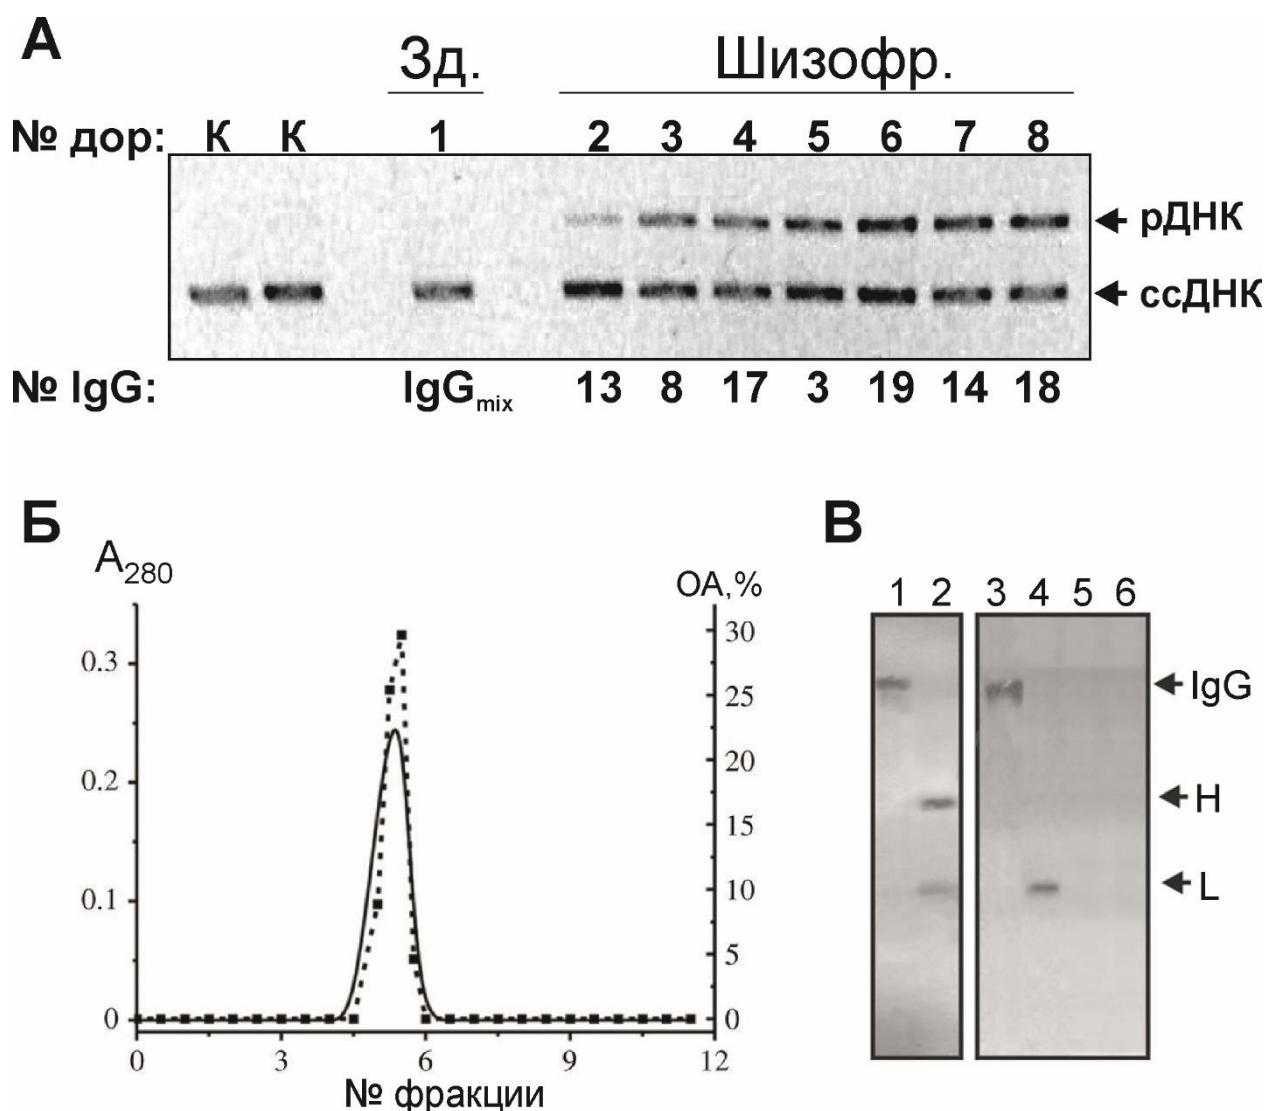 А
Зд. Шизофр.
№ дор: К К 1 2 3 4 5 6 7 8
рДНК
ссДНК
№ IgG: IgGmix 13 8 17 3 19 14 18
Б
A280
ОА,%
0.3
0.2
0.1
0
30
25
20
15
10
5
0
0 3 6 9 12
№ фракции
В
1 2 3 4 5 6
IgG
H
L